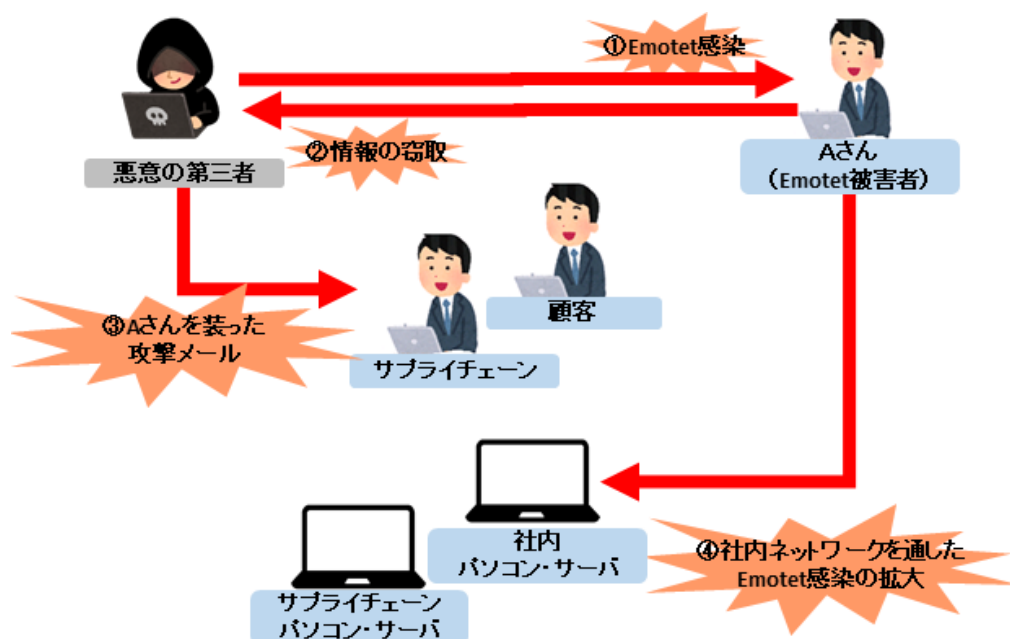 ①Emotet感染
②情報の窃取
悪意の第三者
Aさん
（Emotet被害者）
顧客
③Aさんを装った
攻撃メール
サプライチェーン
社内
パソコン・サーバ
④社内ネットワークを通した
Emotet感染の拡大
サプライチェーン
パソコン・サーバ